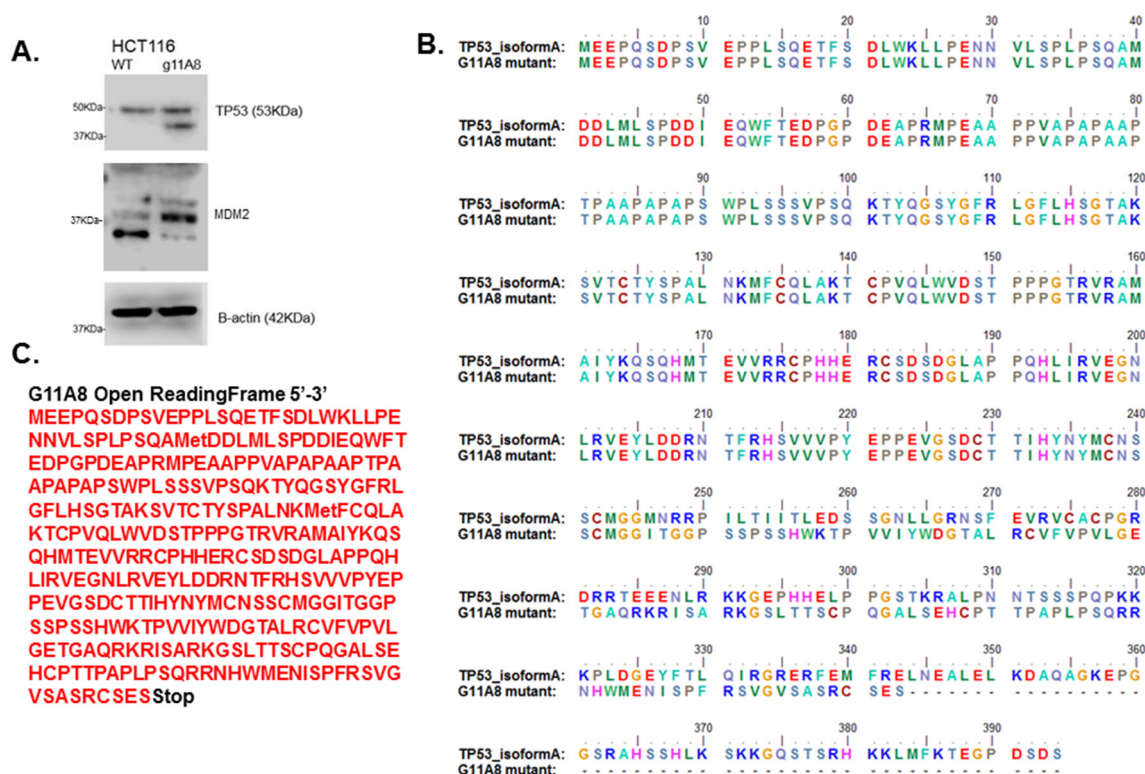 A.
HCT116
WT g11A8
50KDa-
37KDa-
TP53 (53KDa)
37KDa-
MDM2
37KDa-
B-actin (42KDa)
C.
G11A8 Open ReadingFrame 5’-3’
MEEPQSDPSVEPPLSQETFSDLWKLLPE
NNVLSPLPSQAMetDDLMLSPDDIEQWFT
EDPGPDEAPRMPEAAPPVAPAPAAPTPA
APAPAPSWPLSSSVPSQKTYQGSYGFRL
GFLHSGTAKSVTCTYSPALNKMetFCQLA
KTCPVQLWVDSTPPPGTRVRAMAIYKQS
QHMTEVVRRCPHHERCSDSDGLAPPQH
LIRVEGNLRVEYLDDRNTFRHSVVVPYEP
PEVGSDCTTIHYNYMCNSSCMGGITGGP
SSPSSHWKTPVVIYWDGTALRCVFVPVL
GETGAQRKRISARKGSLTTSCPQGALSE
HCPTTPAPLPSQRRNHWMENISPFRSVG
VSASRCSESStop
B.
10 20 30 40
TP53_isoformA: MEEPQSDPSV EPPLSQETFS DLWKLLPENN VLSPLPSQAM
G11A8 mutant: MEEPQSDPSV EPPLSQETFS DLWKLLPENN VLSPLPSQAM
50 60 70 80
TP53_isoformA: DDLMLSPDDI EQWFTEDPGP DEAPRMPEAA PPVAPAPAAP
G11A8 mutant: DDLMLSPDDI EQWFTEDPGP DEAPRMPEAA PPVAPAPAAP
90 100 110 120
TP53_isoformA: TPAAPAPAPS WPLSSSVPSQ KTYQGSYGFR LGFLHSGTAK
G11A8 mutant: TPAAPAPAPS WPLSSSVPSQ KTYQGSYGFR LGFLHSGTAK
130 140 150 160
TP53_isoformA: SVTCTYSPAL NKMFCQLAKT CPVQLWVDST PPPGTRVRAM
G11A8 mutant: SVTCTYSPAL NKMFCQLAKT CPVQLWVDST PPPGTRVRAM
170 180 190 200
TP53_isoformA: AIYKQSQHMT EVVRRCPHHE RCSDSDGLAP PQHLIRVEGN
G11A8 mutant: AIYKQSQHMT EVVRRCPHHE RCSDSDGLAP PQHLIRVEGN
210 220 230 240
TP53_isoformA: LRVEYLDDRN TFRHSVVVPY EPPEVGSDCT TIHYNYMCNS
G11A8 mutant: LRVEYLDDRN TFRHSVVVPY EPPEVGSDCT TIHYNYMCNS
250 260 270 280
TP53_isoformA: SCMGGMNRRP ILTIITLEDS SGNLLGRNSF EVRVCACPGR
G11A8 mutant: SCMGGITGGP SSPSSHWKTP VVIYWDGTAL RCVFVPVLGE
290 300 310 320
TP53_isoformA: DRRTEEENLR KKGEPHHELP PGSTKRALPN NTSSSPQPKK
G11A8 mutant: TGAQRKRISA RKGSLTTSCP QGALSEHCPT TPAPLPSQRR
330 340 350 360
TP53_isoformA: KPLDGEYFTL QIRGRERFEM FRELNEALEL KDAQAGKEPG
G11A8 mutant: NHWMENISPF RSVGVSASRC SES------- ----------
370 380 390
TP53_isoformA: GSRAHSSHLK SKKGQSTSRH KKLMFKTEGP DSDS
G11A8 mutant: ---------- ---------- ---------- ----